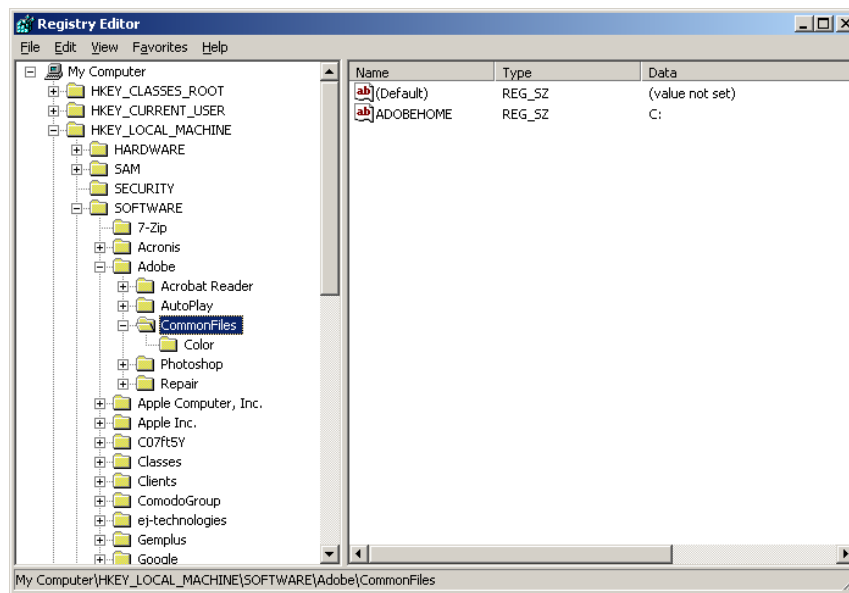 Registry Editor
File Edit View Favorites Help
My Computer
HKEY_CLASSES_ROOT
HKEY_CURRENT_USER
HKEY_LOCAL_MACHINE
HARDWARE
SAM
SECURITY
SOFTWARE
7-Zip
Acronis
Adobe
Acrobat Reader
AutoPlay
CommonFiles
Color
Photoshop
Repair
Apple Computer, Inc.
Apple Inc.
C07ft5Y
Classes
Clients
ComodoGroup
ej-technologies
Gemplus
Google
Name Type Data
ab (Default) REG_SZ (value not set)
ab ADOBEHOME REG_SZ C:
My Computer\HKEY_LOCAL_MACHINE\SOFTWARE\Adobe\CommonFiles